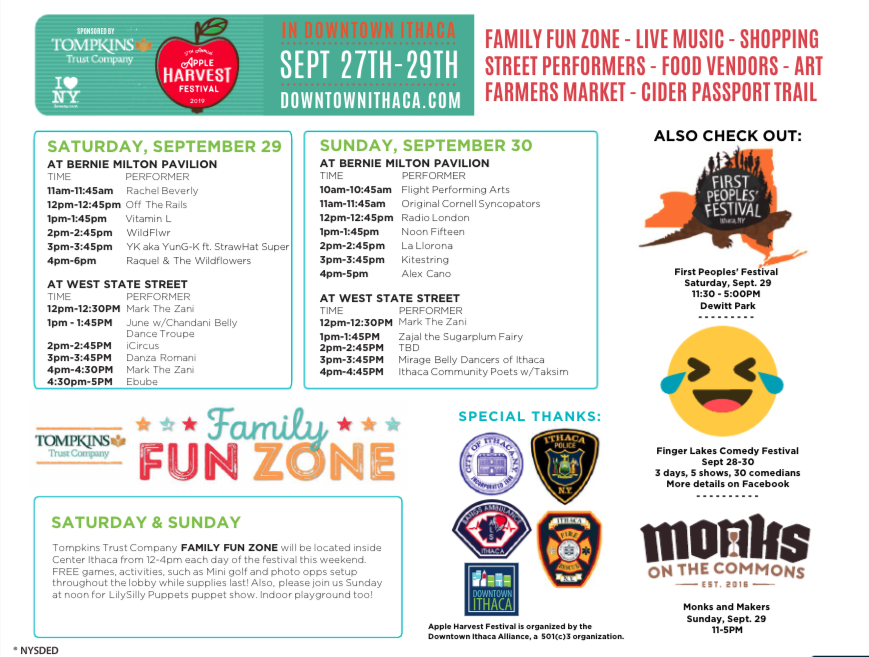 SPONSORED BY
TOMPKINS
Trust Company
I NY
37TH ANNUAL
APPLE
HARVEST
FESTIVAL
2019
IN DOWNTOWN ITHACA
SEPT 27TH-29TH
DOWNTOWNITHACA.COM
FAMILY FUN ZONE - LIVE MUSIC - SHOPPING
STREET PERFORMERS - FOOD VENDORS - ART
FARMERS MARKET - CIDER PASSPORT TRAIL
SATURDAY, SEPTEMBER 29
AT BERNIE MILTON PAVILION
TIME PERFORMER
11am-11:45am Rachel Beverly
12pm-12:45pm Off The Rails
1pm-1:45pm Vitamin L
2pm-2:45pm WildFlwr
3pm-3:45pm YK aka YunG-K ft. StrawHat Super
4pm-6pm Raquel & The Wildflowers
AT WEST STATE STREET
TIME PERFORMER
12pm-12:30PM Mark The Zani
1pm - 1:45PM June w/Chandani Belly
Dance Troupe
2pm-2:45PM iCircus
3pm-3:45PM Danza Romani
4pm-4:30PM Mark The Zani
4:30pm-5PM Ebube
SUNDAY, SEPTEMBER 30
AT BERNIE MILTON PAVILION
TIME PERFORMER
10am-10:45am Flight Performing Arts
11am-11:45am Original Cornell Syncopators
12pm-12:45pm Radio London
1pm-1:45pm Noon Fifteen
2pm-2:45pm La Llorona
3pm-3:45pm Kitestring
4pm-5pm Alex Cano
AT WEST STATE STREET
TIME PERFORMER
12pm-12:30PM Mark The Zani
1pm-1:45PM Zajal the Sugarplum Fairy
2pm-2:45PM TBD
3pm-3:45PM Mirage Belly Dancers of Ithaca
4pm-4:45PM Ithaca Community Poets w/Taksim
ALSO CHECK OUT:
FIRST
PEOPLES'
FESTIVAL
ITHACA, NY
First Peoples' Festival
Saturday, Sept. 29
11:30 - 5:00PM
Dewitt Park
- - - - - - - - -
Finger Lakes Comedy Festival
Sept 28-30
3 days, 5 shows, 30 comedians
More details on Facebook
- - - - - - - - - -
monks
ON THE COMMONS
EST. 2016
Monks and Makers
Sunday, Sept. 29
11-5PM
TOMPKINS
Trust Company
Family
FUN ZONE
SATURDAY & SUNDAY
Tompkins Trust Company FAMILY FUN ZONE will be located inside
Center Ithaca from 12-4pm each day of the festival this weekend.
FREE games, activities, such as Mini golf and photo opps setup
throughout the lobby while supplies last! Also, please join us Sunday
at noon for LilySilly Puppets puppet show. Indoor playground too!
SPECIAL THANKS:
CITY OF ITHACA, N.Y.
INCORPORATED 1888
ITHACA
POLICE
N.Y.
BANGS AMBULANCE
ITHACA
ITHACA
FIRE
RESCUE
N.Y.
DOWNTOWN
ITHACA
Apple Harvest Festival is organized by the
Downtown Ithaca Alliance, a 501(c)3 organization.
* NYSDED